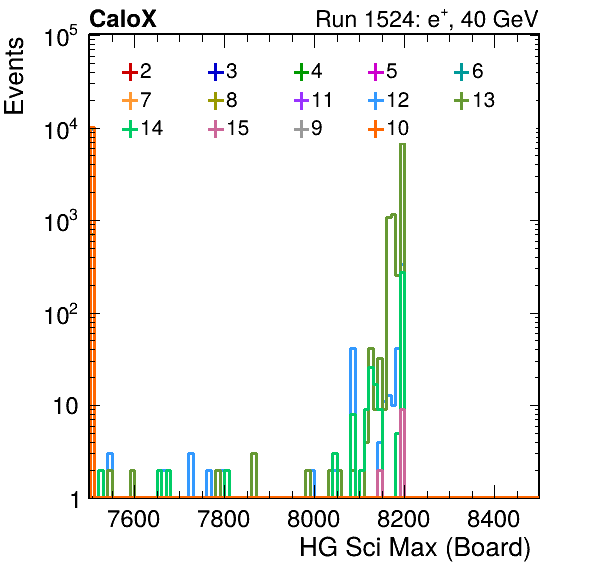 CaloX Run 1524: e⁺, 40 GeV
Events
10⁵
2 3 4 5 6
7 8 11 12 13
14 15 9 10
10⁴
10³
10²
10
1
7600 7800 8000 8200 8400
HG Sci Max (Board)